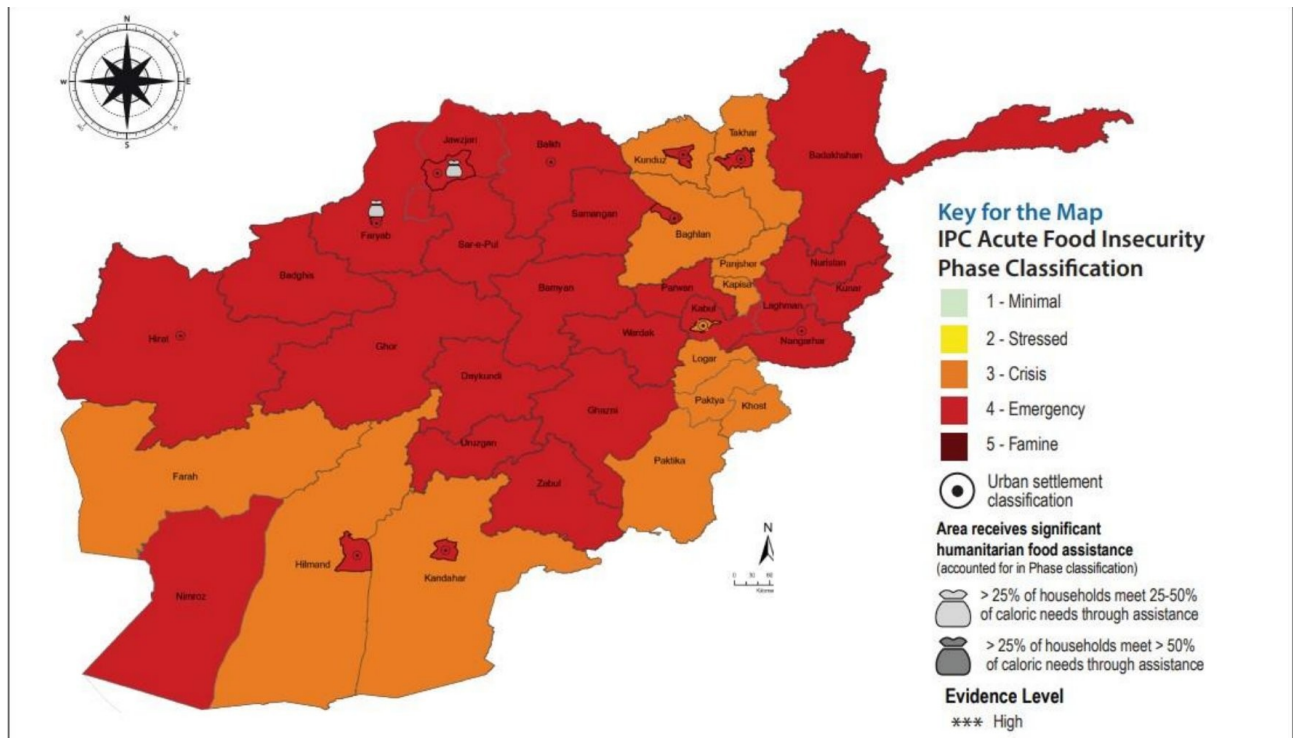 N
W
E
S
Jawzjan
Balkh
Kunduz
Takhar
Badakhshan
Faryab
Sar-e-Pul
Samangan
Baghlan
Badghis
Panjsher
Kapisa
Nuristan
Kunar
Laghman
Bamyan
Parwan
Kabul
Nangarhar
Hirat
Ghor
Wardak
Logar
Daykundi
Ghazni
Paktya
Khost
Uruzgan
Zabul
Paktika
Farah
Hilmand
Kandahar
Nimroz
N
Key for the Map
IPC Acute Food Insecurity
Phase Classification
1 - Minimal
2 - Stressed
3 - Crisis
4 - Emergency
5 - Famine
Urban settlement
classification
Area receives significant
humanitarian food assistance
(accounted for in Phase classification)
> 25% of households meet 25-50%
of caloric needs through assistance
> 25% of households meet > 50%
of caloric needs through assistance
Evidence Level
*** High